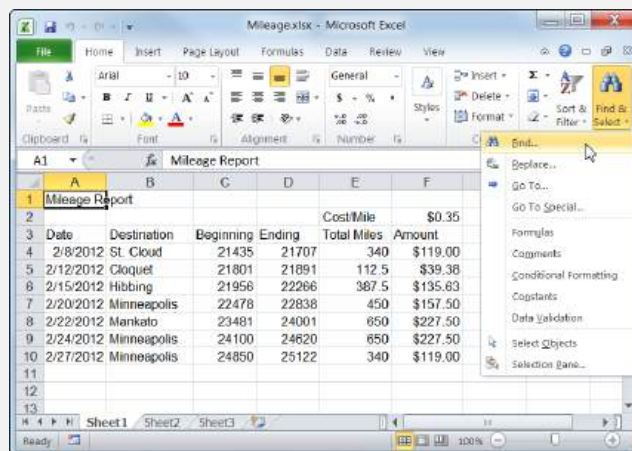 Mileage.xlsx - Microsoft Excel
File Home Insert Page Layout Formulas Data Review View
Arial 10 General Insert
Paste B I U A A $ % , Styles Delete Sort & Find &
Format Filter Select
Clipboard Font Alignment Number
A1 fx Mileage Report
Find...
Replace...
Go To...
Go To Special...
Formulas
Comments
Conditional Formatting
Constants
Data Validation
Select Objects
Selection Pane...
A B C D E F
1 Mileage Report
2 Cost/Mile $0.35
3 Date Destination Beginning Ending Total Miles Amount
4 2/8/2012 St. Cloud 21435 21707 340 $119.00
5 2/12/2012 Cloquet 21801 21891 112.5 $39.38
6 2/15/2012 Hibbing 21956 22266 387.5 $135.63
7 2/20/2012 Minneapolis 22478 22838 450 $157.50
8 2/22/2012 Mankato 23481 24001 650 $227.50
9 2/24/2012 Minneapolis 24100 24620 650 $227.50
10 2/27/2012 Minneapolis 24850 25122 340 $119.00
11
12
13
Sheet1 Sheet2 Sheet3
Ready 100%